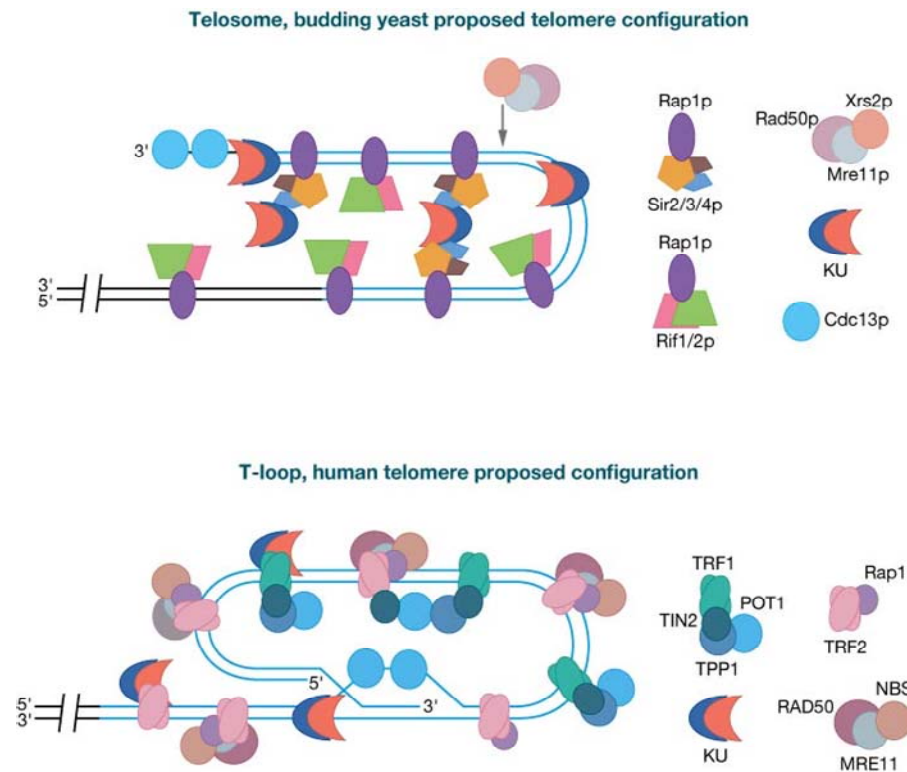 Telosome, budding yeast proposed telomere configuration
3'
3'
5'
Rap1p
Sir2/3/4p
Xrs2p
Rad50p
Mre11p
KU
Rap1p
Rif1/2p
Cdc13p
T-loop, human telomere proposed configuration
5'
3'
5'
3'
TRF1
TIN2
POT1
TPP1
Rap1
TRF2
KU
RAD50
NBS
MRE11